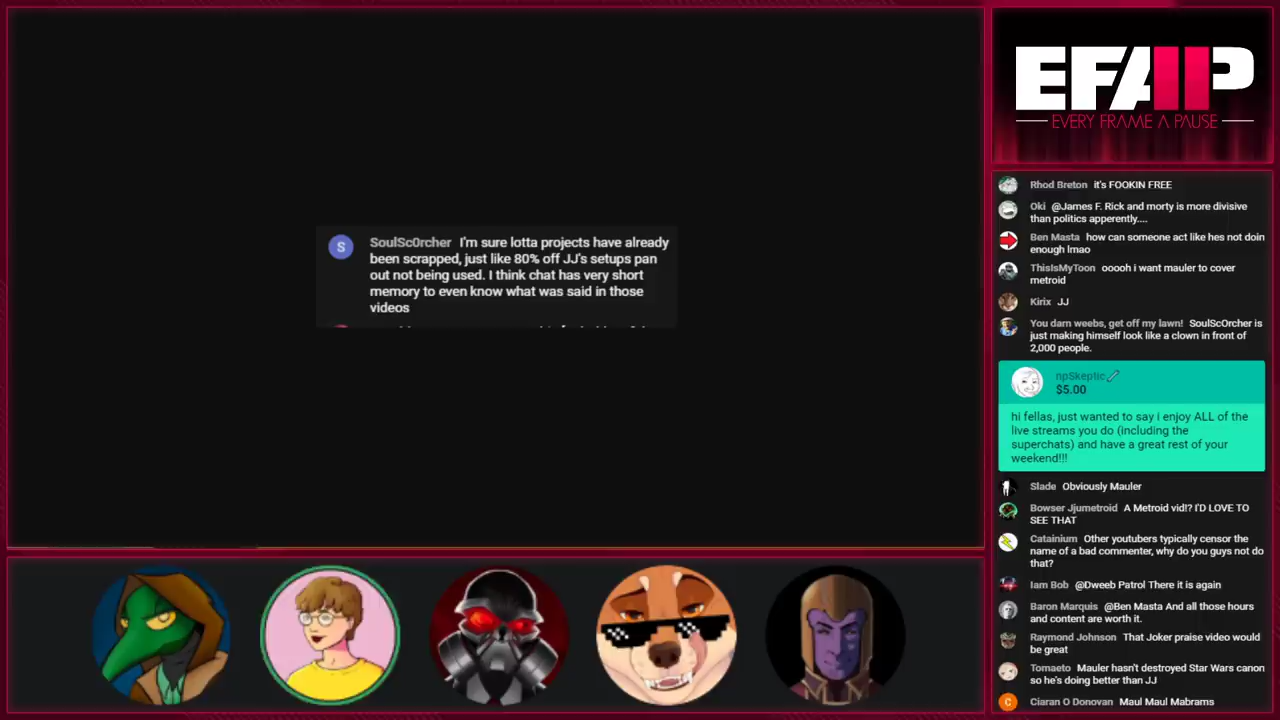 S
SoulSc0rcher I'm sure lotta projects have already
been scrapped, just like 80% off JJ's setups pan
out not being used. I think chat has very short
memory to even know what was said in those
videos
EFAP
EVERY FRAME A PAUSE
Rhod Breton it's FOOKIN FREE
Oki @James F. Rick and morty is more divisive
than politics apperently....
Ben Masta how can someone act like hes not doin
enough lmao
ThisIsMyToon ooooh i want mauler to cover
metroid
Kirix JJ
You darn weebs, get off my lawn! SoulSc0rcher is
just making himself look like a clown in front of
2,000 people.
npSkeptic
$5.00
hi fellas, just wanted to say i enjoy ALL of the
live streams you do (including the
superchats) and have a great rest of your
weekend!!!
Slade Obviously Mauler
Bowser Jjumetroid A Metroid vid!? I'D LOVE TO
SEE THAT
Catainium Other youtubers typically censor the
name of a bad commenter, why do you guys not do
that?
Iam Bob @Dweeb Patrol There it is again
Baron Marquis @Ben Masta And all those hours
and content are worth it.
Raymond Johnson That Joker praise video would
be great
Tomaeto Mauler hasn't destroyed Star Wars canon
so he's doing better than JJ
C
Ciaran O Donovan Maul Maul Mabrams